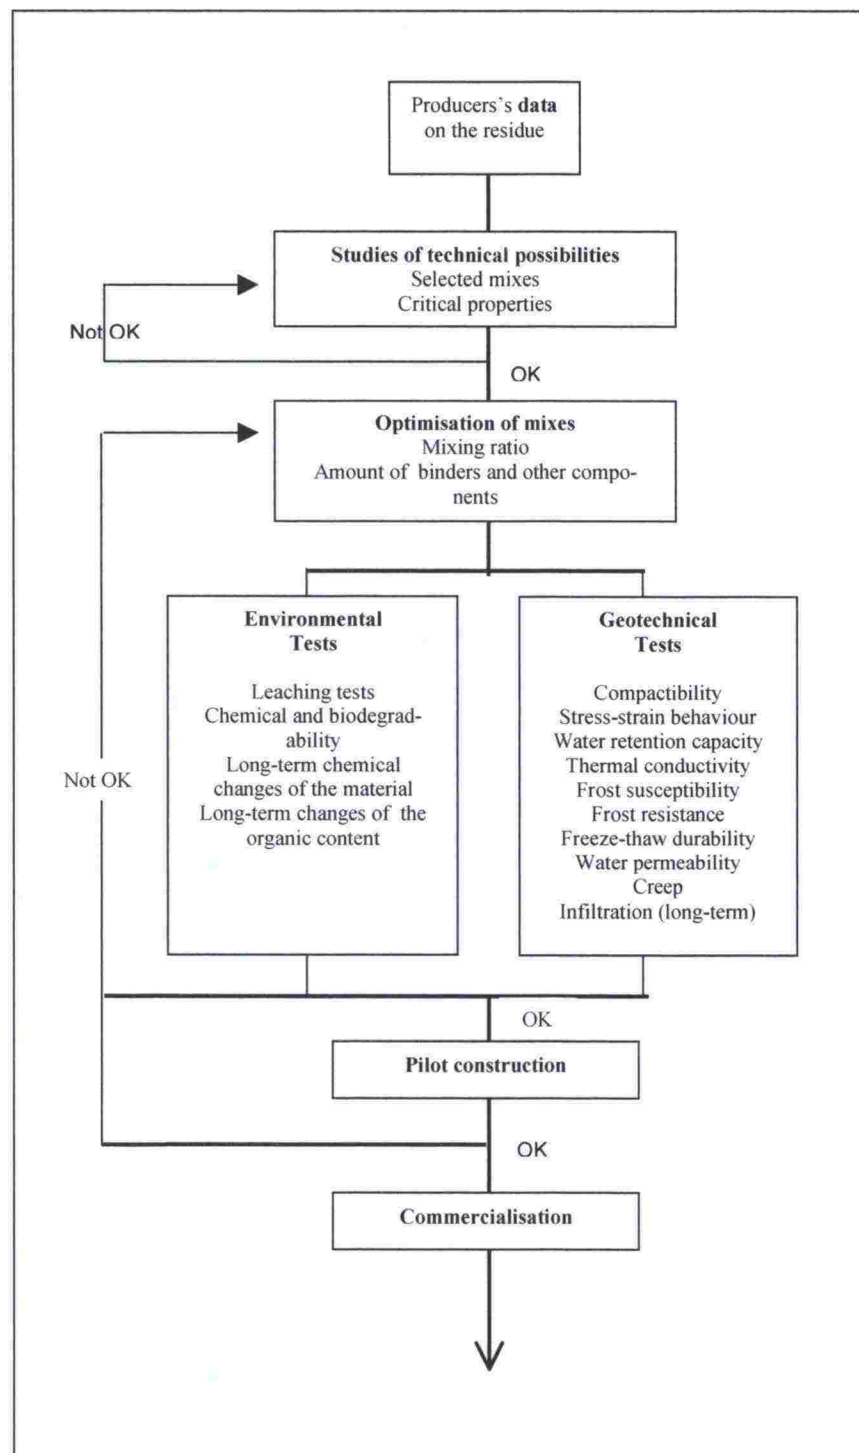 Producers's data
on the residue
Studies of technical possibilities
Selected mixes
Critical properties
Not OK
OK
Optimisation of mixes
Mixing ratio
Amount of binders and other compo-
nents
Environmental
Tests
Leaching tests
Chemical and biodegrad-
ability
Long-term chemical
changes of the material
Long-term changes of the
organic content
Geotechnical
Tests
Compactibility
Stress-strain behaviour
Water retention capacity
Thermal conductivity
Frost susceptibility
Frost resistance
Freeze-thaw durability
Water permeability
Creep
Infiltration (long-term)
Not OK
OK
Pilot construction
OK
Commercialisation